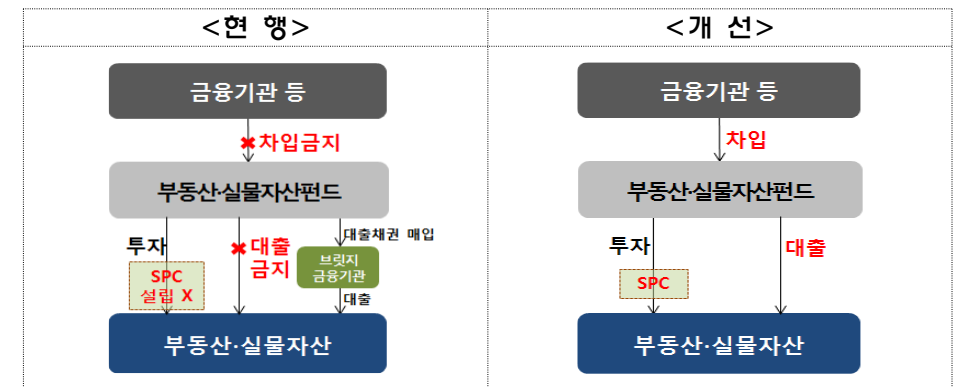 <현 행>
금융기관 등
✖차입금지
부동산·실물자산펀드
투자
SPC
설립 X
✖대출
금지
대출채권 매입
브릿지
금융기관
대출
부동산·실물자산
<개 선>
금융기관 등
차입
부동산·실물자산펀드
투자
SPC
대출
부동산·실물자산